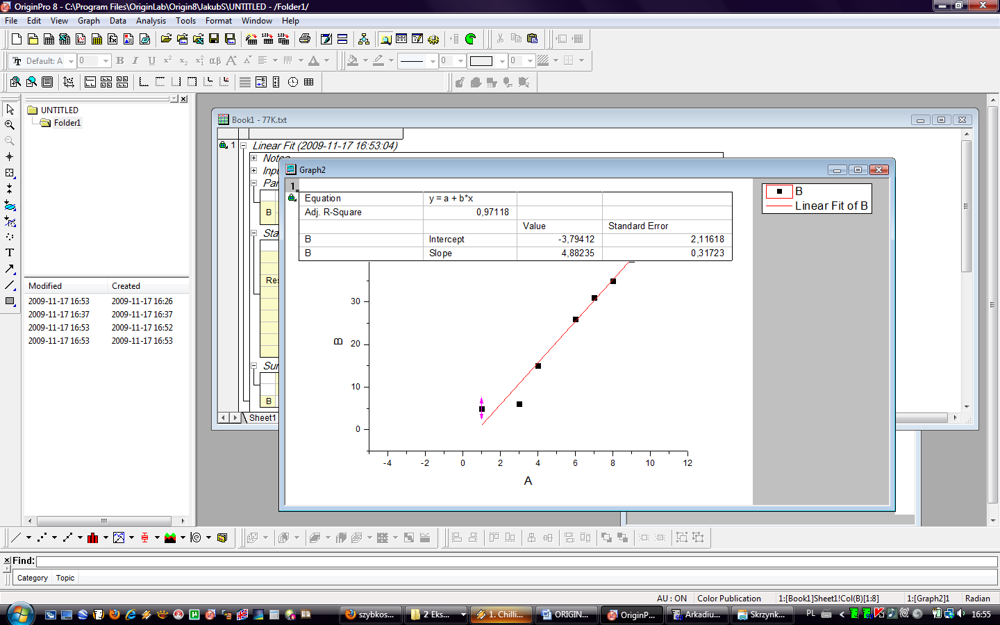 OriginPro 8 - C:\Program Files\OriginLab\Origin8\JakubS\UNTITLED - /Folder1/
File Edit View Graph Data Analysis Tools Format Window Help
Default: A 0 B I U x² x₂ αβ A A A 0 0
UNTITLED
Folder1
Modified Created
2009-11-17 16:53 2009-11-17 16:26
2009-11-17 16:37 2009-11-17 16:37
2009-11-17 16:53 2009-11-17 16:52
2009-11-17 16:53 2009-11-17 16:53
Book1 - 77K.txt
1 Linear Fit (2009-11-17 16:53:04)
Notes
Inpu
Par
B
Sta
Res
Sur
B
Sheet1
Graph2
1
Equation y = a + b*x
Adj. R-Square 0,97118
Value Standard Error
B Intercept -3,79412 2,11618
B Slope 4,88235 0,31723
B
Linear Fit of B
30
20
10
0
B
-4 -2 0 2 4 6 8 10 12
A
Find:
Category Topic
AU : ON Color Publication 1:[Book1]Sheet1!Col(B)[1:8] 1:[Graph2]1 Radian
szybkos... 2 Eks... 1. Chilli... ORIGIN... OriginP... Arkadiu... Skrzynk... PL 16:55